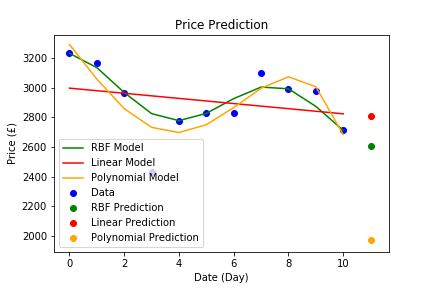 Price Prediction
3200
3000
2800
2600
2400
2200
2000
Price (£)
RBF Model
Linear Model
Polynomial Model
Data
RBF Prediction
Linear Prediction
Polynomial Prediction
0 2 4 6 8 10
Date (Day)